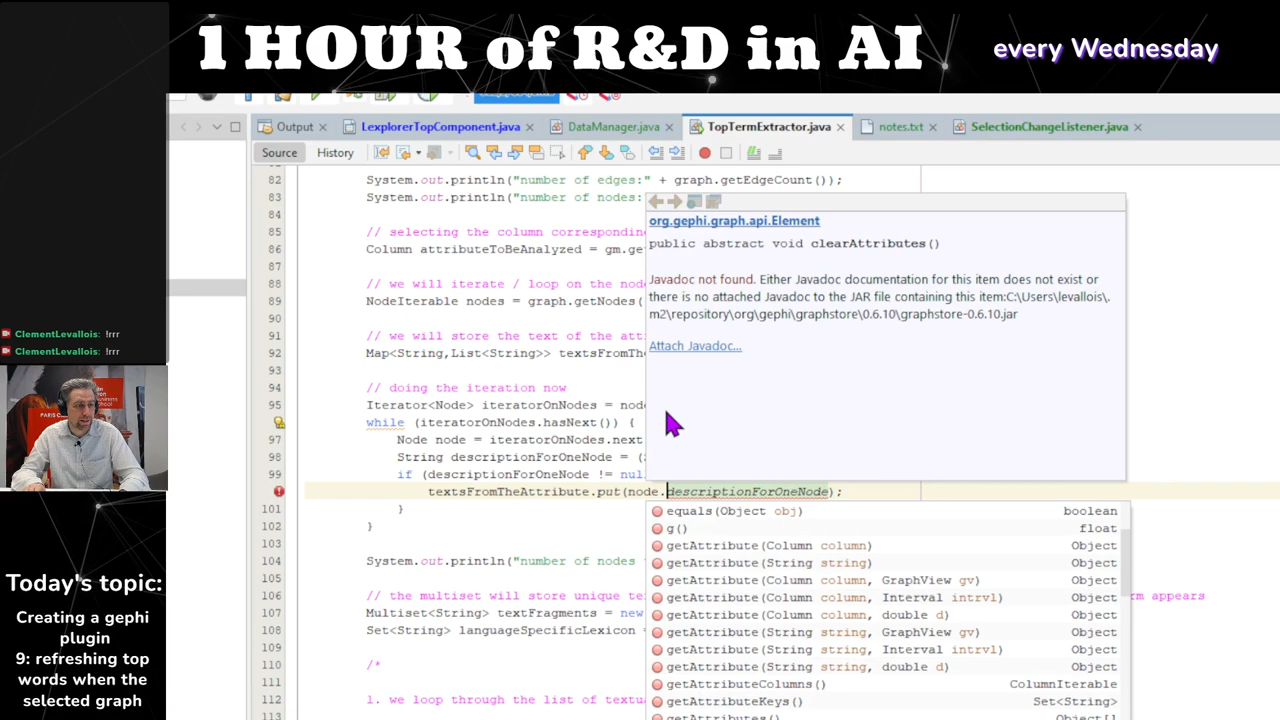 1 HOUR of R&D in AI
every Wednesday
Output
LexplorerTopComponent.java
DataManager.java
TopTermExtractor.java
notes.txt
SelectionChangeListener.java
Source
History
82
System.out.println("number of edges:" + graph.getEdgeCount());
83
System.out.println("number of nodes:
84
85
// selecting the column correspondin
86
Column attributeToBeAnalyzed = gm.ge
87
88
// we will iterate / loop on the nod
89
NodeIterable nodes = graph.getNodes(
90
91
// we will store the text of the att
92
Map<String,List<String>> textsFromTh
93
94
// doing the iteration now
95
Iterator<Node> iteratorOnNodes = nod
while (iteratorOnNodes.hasNext()) {
97
Node node = iteratorOnNodes.next
98
String descriptionForOneNode = (
99
if (descriptionForOneNode != nul
textsFromTheAttribute.put(node.descriptionForOneNode);
101
}
102
}
103
104
System.out.println("number of nodes
105
106
// the multiset will store unique te
rm appears
107
Multiset<String> textFragments = new
108
Set<String> languageSpecificLexicon =
109
110
/*
111
112
1. we loop through the list of textu
113
org.gephi.graph.api.Element
public abstract void clearAttributes()
Javadoc not found. Either Javadoc documentation for this item does not exist or
there is no attached Javadoc to the JAR file containing this item:C:\Users\levallois\.
m2\repository\org\gephi\graphstore\0.6.10\graphstore-0.6.10.jar
Attach Javadoc...
equals(Object obj) boolean
g() float
getAttribute(Column column) Object
getAttribute(String string) Object
getAttribute(Column column, GraphView gv) Object
getAttribute(Column column, Interval intrvl) Object
getAttribute(Column column, double d) Object
getAttribute(String string, GraphView gv) Object
getAttribute(String string, Interval intrvl) Object
getAttribute(String string, double d) Object
getAttributeColumns() ColumnIterable
getAttributeKeys() Set<String>
getAttributes() Object[]
ClementLevallois: !rrr
ClementLevallois: !rrr
Today's topic:
Creating a gephi
plugin
9: refreshing top
words when the
selected graph